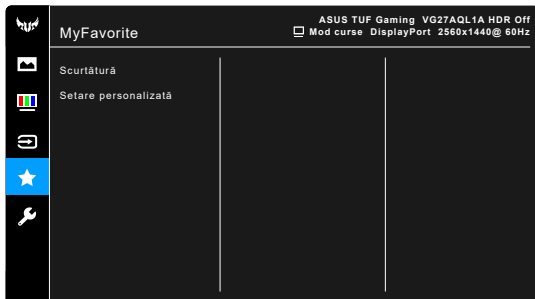 MyFavorite
ASUS TUF Gaming VG27AQL1A HDR Off
Mod curse DisplayPort 2560x1440@ 60Hz
Scurtătură
Setare personalizată